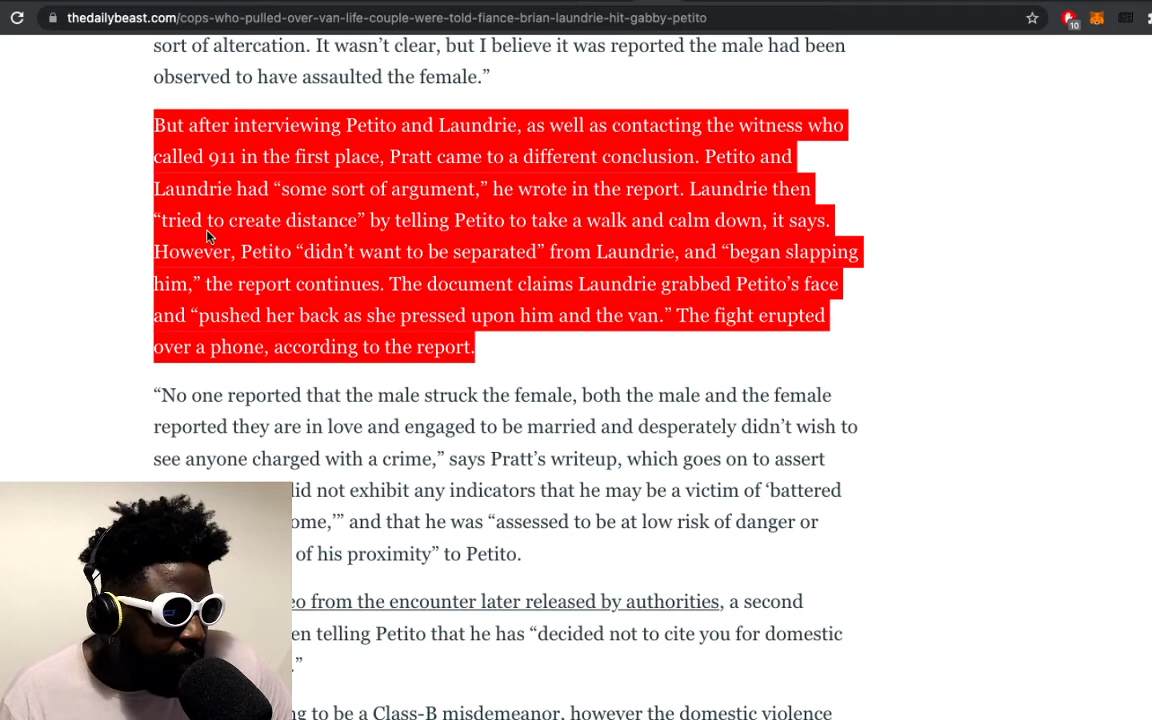 thedailybeast.com/cops-who-pulled-over-van-life-couple-were-told-fiance-brian-laundrie-hit-gabby-petito
10
sort of altercation. It wasn’t clear, but I believe it was reported the male had been
observed to have assaulted the female.”
But after interviewing Petito and Laundrie, as well as contacting the witness who
called 911 in the first place, Pratt came to a different conclusion. Petito and
Laundrie had “some sort of argument,” he wrote in the report. Laundrie then
“tried to create distance” by telling Petito to take a walk and calm down, it says.
However, Petito “didn’t want to be separated” from Laundrie, and “began slapping
him,” the report continues. The document claims Laundrie grabbed Petito’s face
and “pushed her back as she pressed upon him and the van.” The fight erupted
over a phone, according to the report.
“No one reported that the male struck the female, both the male and the female
reported they are in love and engaged to be married and desperately didn’t wish to
see anyone charged with a crime,” says Pratt’s writeup, which goes on to assert
did not exhibit any indicators that he may be a victim of ‘battered
ome,’” and that he was “assessed to be at low risk of danger or
of his proximity” to Petito.
eo from the encounter later released by authorities, a second
en telling Petito that he has “decided not to cite you for domestic
.”
ng to be a Class-B misdemeanor, however the domestic violence